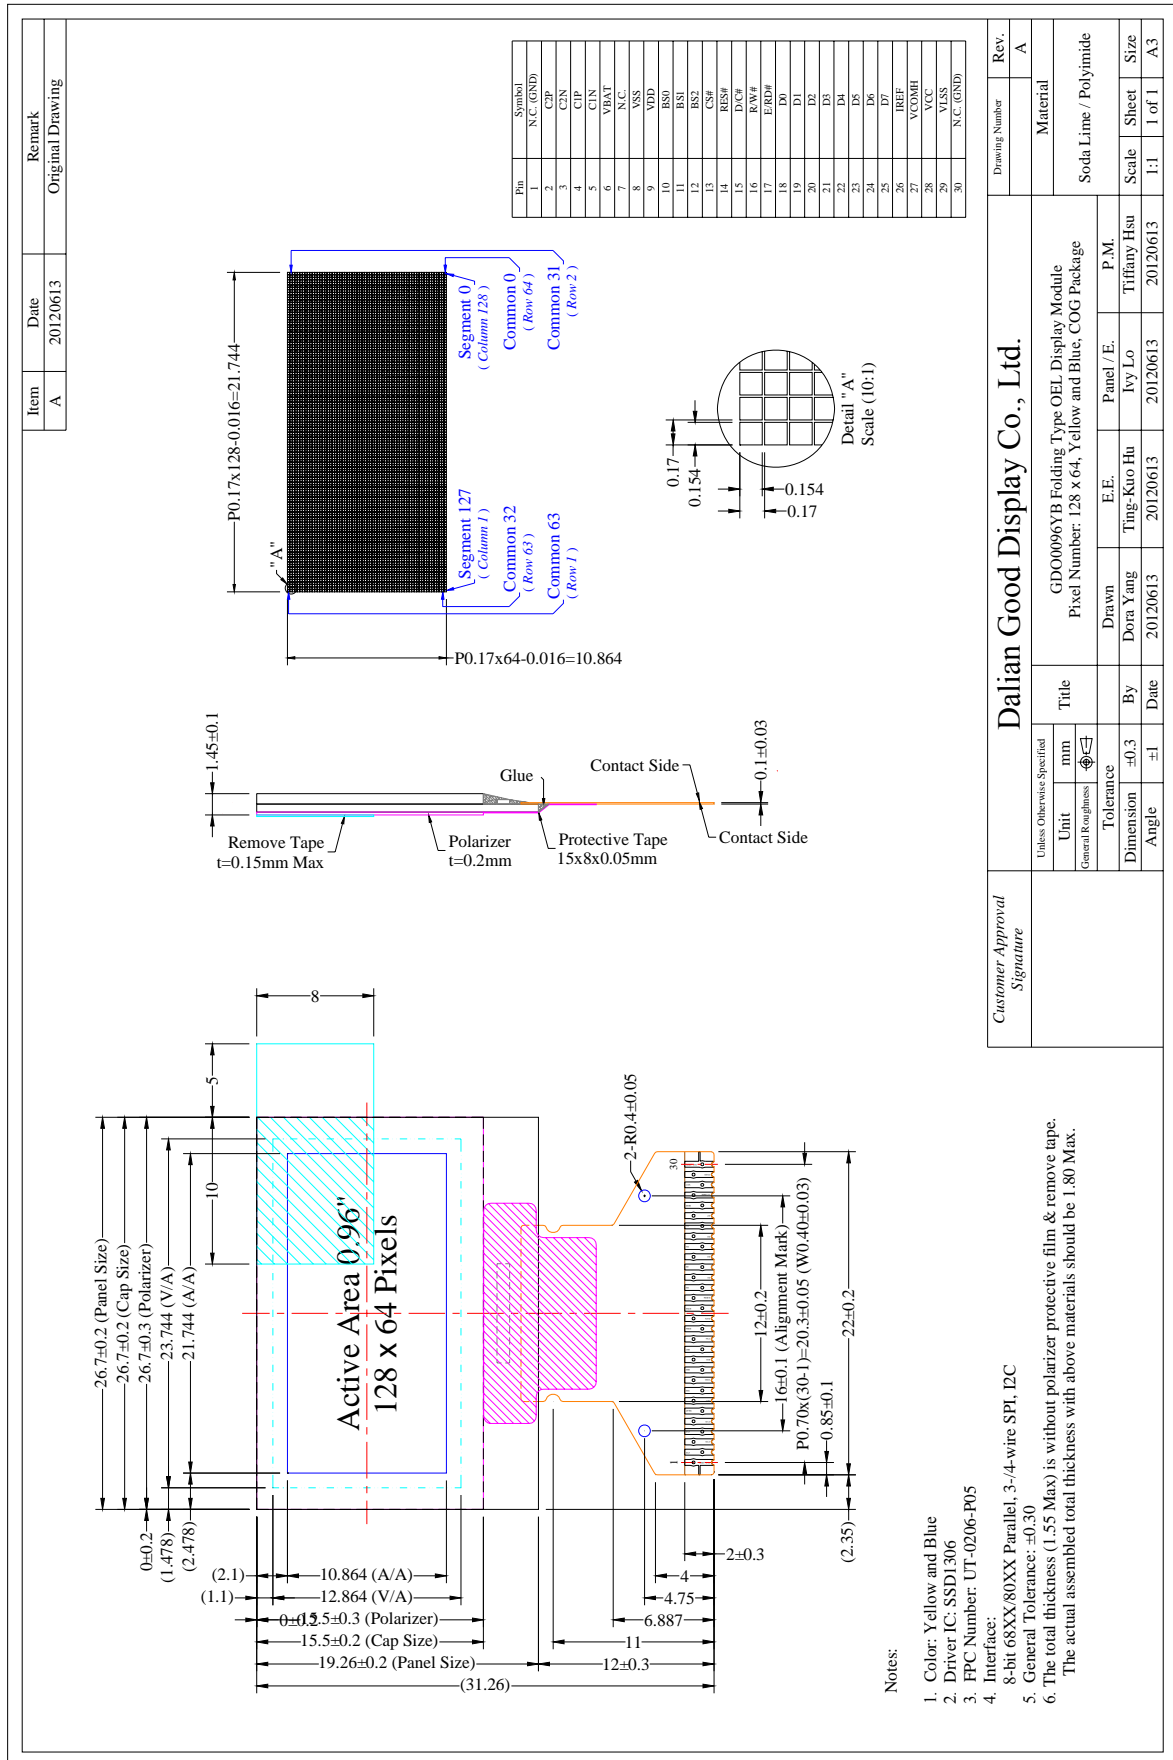 Item Date Remark
A 20120613 Original Drawing
26.7±0.2 (Panel Size)
26.7±0.2 (Cap Size)
26.7±0.3 (Polarizer)
23.744 (V/A)
21.744 (A/A)
0±0.2
(1.478)
(2.478)
10
5
8
Active Area 0.96"
128 x 64 Pixels
(2.1)
10.864 (A/A)
(1.1)
12.864 (V/A)
0±0.2
15.5±0.3 (Polarizer)
15.5±0.2 (Cap Size)
19.26±0.2 (Panel Size)
12±0.3
(31.26)
2±0.3
4
4.75
6.887
11
2-R0.4±0.05
30
12±0.2
16±0.1 (Alignment Mark)
P0.70x(30-1)=20.3±0.05 (W0.40±0.03)
0.85±0.1
22±0.2
(2.35)
1.45±0.1
Remove Tape
t=0.15mm Max
Polarizer
t=0.2mm
Glue
Protective Tape
15x8x0.05mm
Contact Side
Contact Side
0.1±0.03
P0.17x128-0.016=21.744
"A"
P0.17x64-0.016=10.864
Segment 127
( Column 1 )
Common 32
( Row 63 )
Common 63
( Row 1 )
Segment 0
( Column 128 )
Common 0
( Row 64 )
Common 31
( Row 2 )
0.17
0.154
0.154
0.17
Detail "A"
Scale (10:1)
Pin Symbol
1 N.C. (GND)
2 C2P
3 C2N
4 C1P
5 C1N
6 VBAT
7 N.C.
8 VSS
9 VDD
10 BS0
11 BS1
12 BS2
13 CS#
14 RES#
15 D/C#
16 R/W#
17 E/RD#
18 D0
19 D1
20 D2
21 D3
22 D4
23 D5
24 D6
25 D7
26 IREF
27 VCOMH
28 VCC
29 VLSS
30 N.C. (GND)
Notes:
1. Color: Yellow and Blue
2. Driver IC: SSD1306
3. FPC Number: UT-0206-P05
4. Interface:
8-bit 68XX/80XX Parallel, 3-/4-wire SPI, I2C
5. General Tolerance: ±0.30
6. The total thickness (1.55 Max) is without polarizer protective film & remove tape.
The actual assembled total thickness with above materials should be 1.80 Max.
Customer Approval
Signature
Dalian Good Display Co., Ltd.
Drawing Number Rev.
A
Unless Otherwise Specified
Unit mm
General Roughness
Tolerance
Dimension ±0.3
Angle ±1
Title
GDO0096YB Folding Type OEL Display Module
Pixel Number: 128 x 64, Yellow and Blue, COG Package
Material
Soda Lime / Polyimide
Drawn E.E. Panel / E. P.M.
By Dora Yang Ting-Kuo Hu Ivy Lo Tiffany Hsu
Date 20120613 20120613 20120613 20120613
Scale Sheet Size
1:1 1 of 1 A3